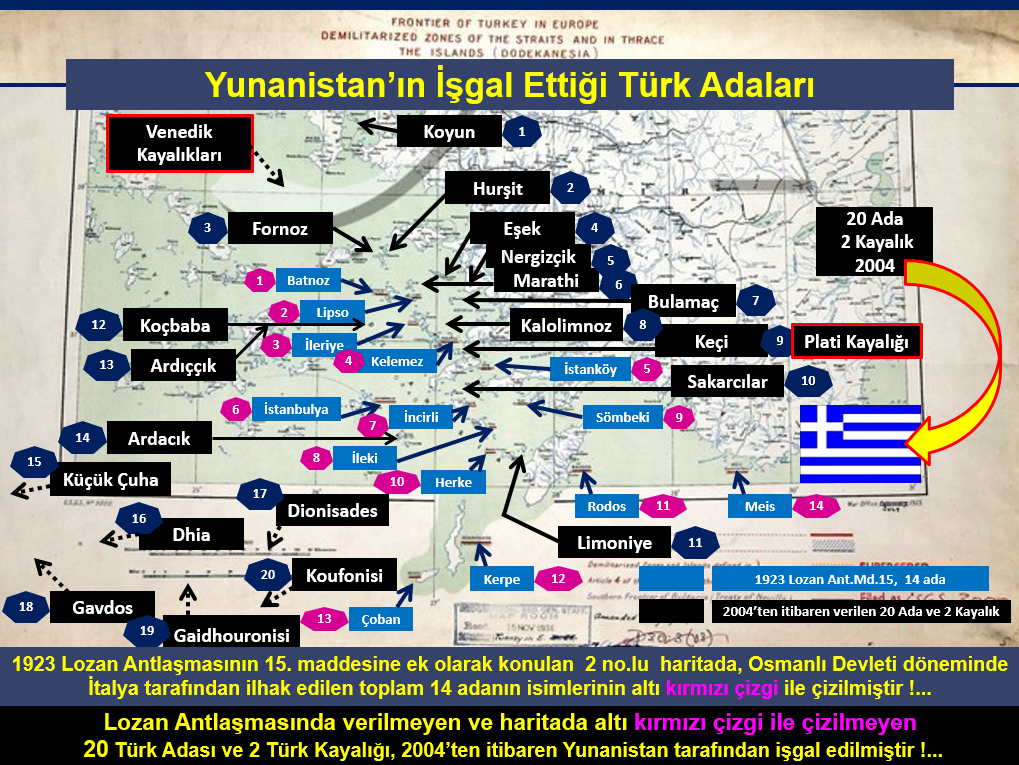 FRONTIER OF TURKEY IN EUROPE
DEMILITARIZED ZONES OF THE STRAITS AND IN THRACE
THE ISLANDS (DODEKANESIA)
Yunanistan’ın İşgal Ettiği Türk Adaları
Venedik
Kayalıkları
Koyun 1
Hurşit 2
3 Fornoz
Eşek 4
20 Ada
2 Kayalık
2004
Nergizçik 5
Marathi 6
1 Batnoz
2 Lipso
Bulamaç 7
12 Koçbaba
Kalolimnoz 8
3 İleriye
Keçi 9
Plati Kayalığı
13 Ardıççık
4 Kelemez
İstanköy 5
Sakarcılar 10
6 İstanbulya
7 İncirli
Sömbeki 9
14 Ardacık
8 İleki
15
Küçük Çuha
10 Herke
17
Dionisades
Rodos 11
Meis 14
16
Dhia
Limoniye 11
20 Koufonisi
Kerpe 12
1923 Lozan Ant.Md.15, 14 ada
18 Gavdos
13 Çoban
2004’ten itibaren verilen 20 Ada ve 2 Kayalık
19 Gaidhouronisi
1923 Lozan Antlaşmasının 15. maddesine ek olarak konulan 2 no.lu haritada, Osmanlı Devleti döneminde
İtalya tarafından ilhak edilen toplam 14 adanın isimlerinin altı kırmızı çizgi ile çizilmiştir !...
Lozan Antlaşmasında verilmeyen ve haritada altı kırmızı çizgi ile çizilmeyen
20 Türk Adası ve 2 Türk Kayalığı, 2004’ten itibaren Yunanistan tarafından işgal edilmiştir !...